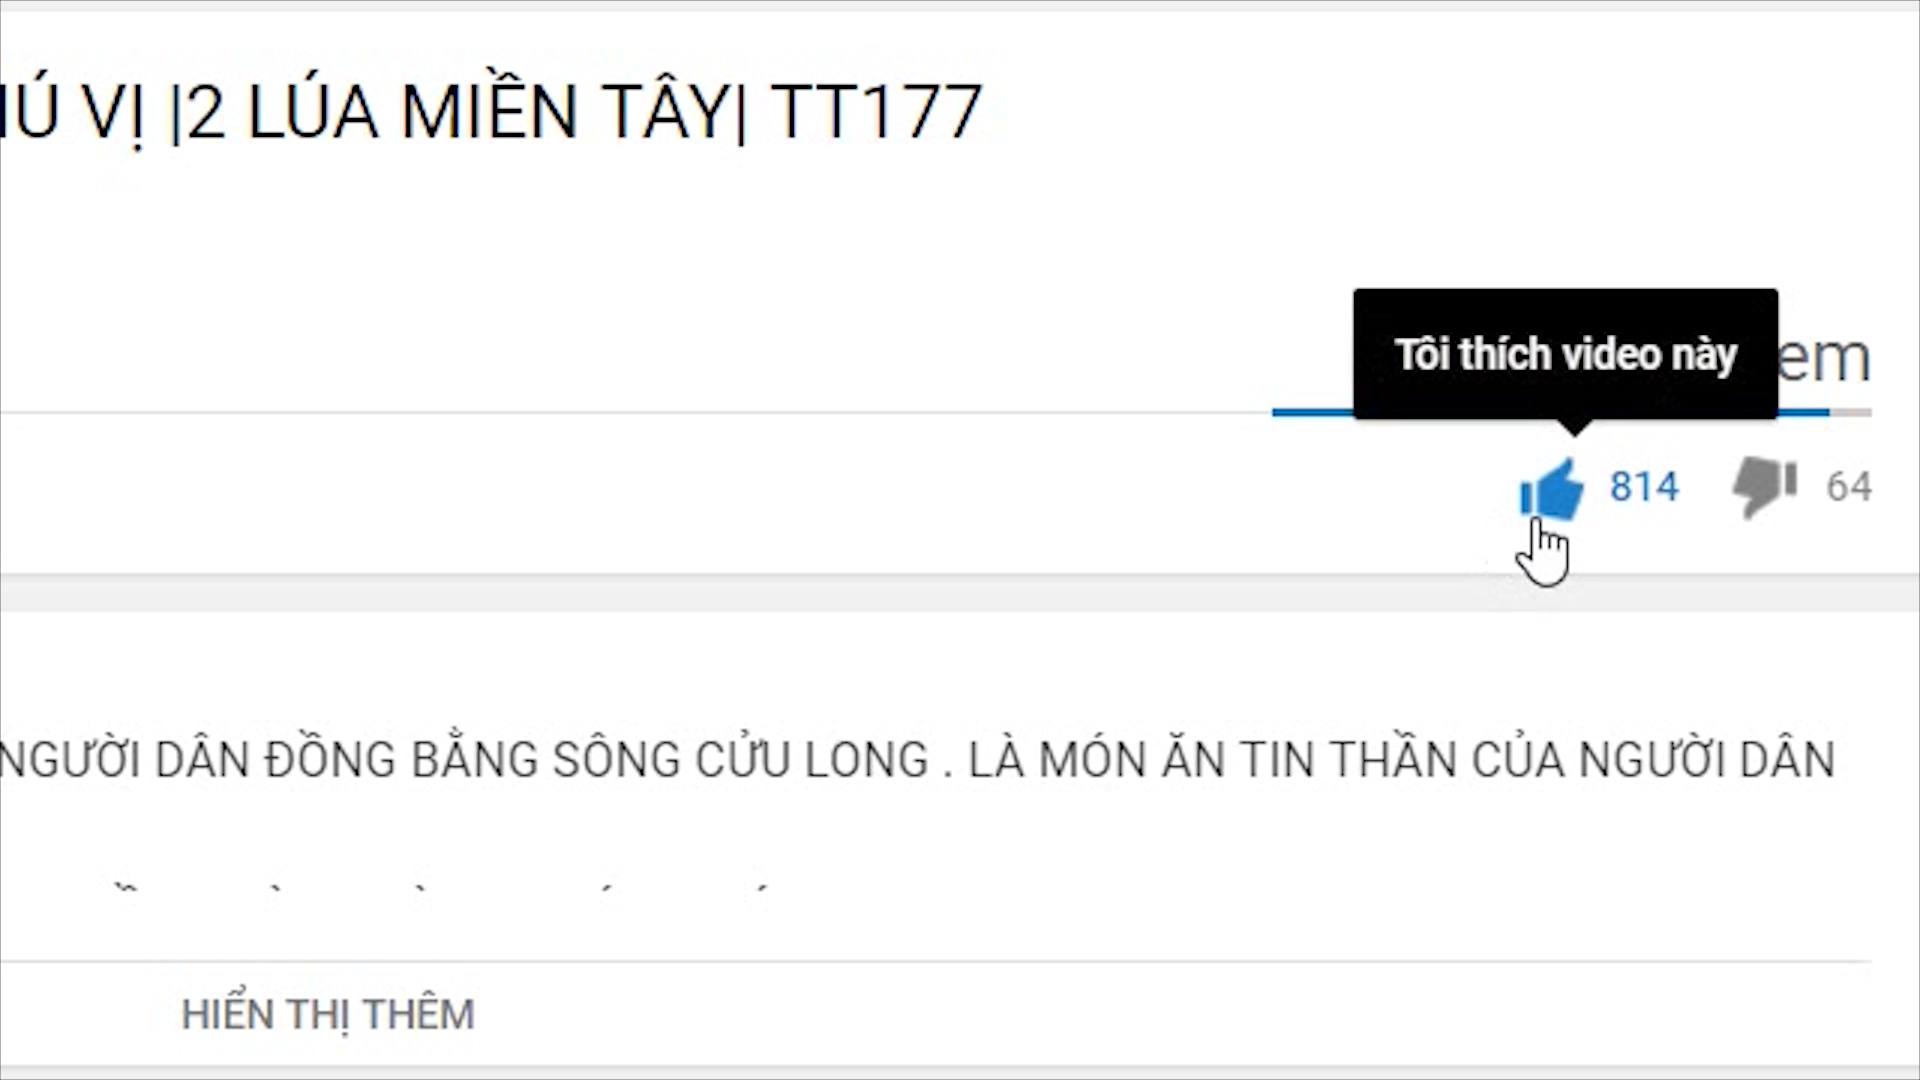 VỊ |2 LÚA MIỀN TÂY| TT177
Tôi thích video này
814 64
NGƯỜI DÂN ĐỒNG BẰNG SÔNG CỬU LONG . LÀ MÓN ĂN TIN THẦN CỦA NGƯỜI DÂN
HIỂN THỊ THÊM